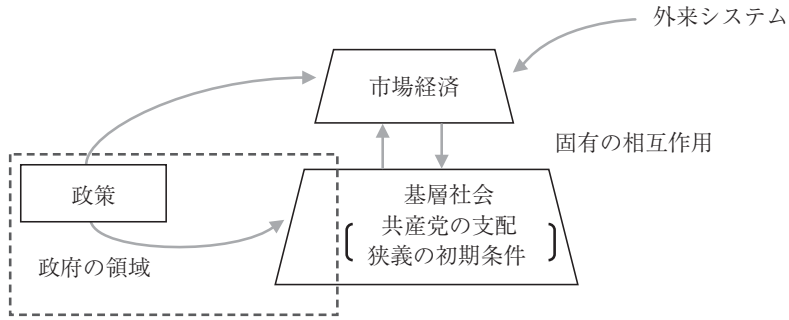 外来システム
市場経済
固有の相互作用
政策
基層社会
共産党の支配
狭義の初期条件
政府の領域